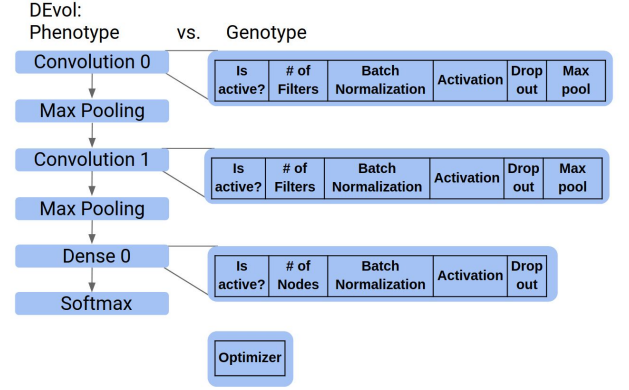 DEvol:
Phenotype vs. Genotype
Convolution 0
Is active? # of Filters Batch Normalization Activation Drop out Max pool
Max Pooling
Convolution 1
Is active? # of Filters Batch Normalization Activation Drop out Max pool
Max Pooling
Dense 0
Is active? # of Nodes Batch Normalization Activation Drop out
Softmax
Optimizer